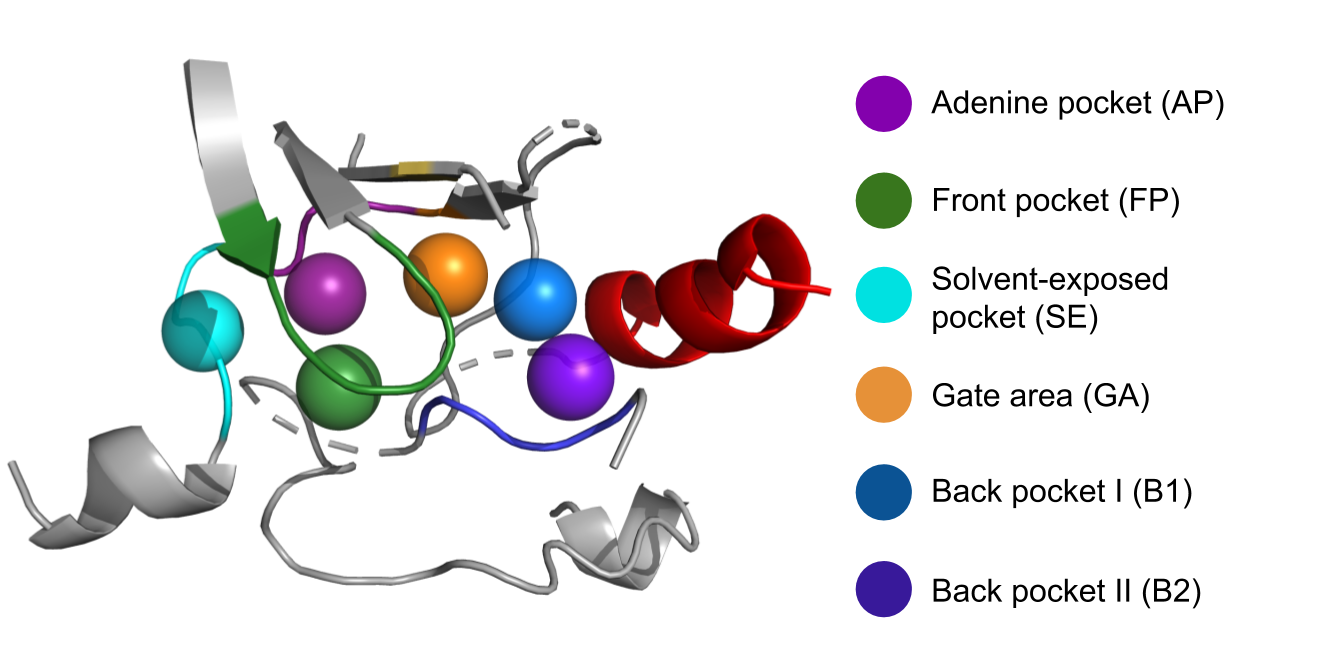 Adenine pocket (AP)
Front pocket (FP)
Solvent-exposed
pocket (SE)
Gate area (GA)
Back pocket I (B1)
Back pocket II (B2)